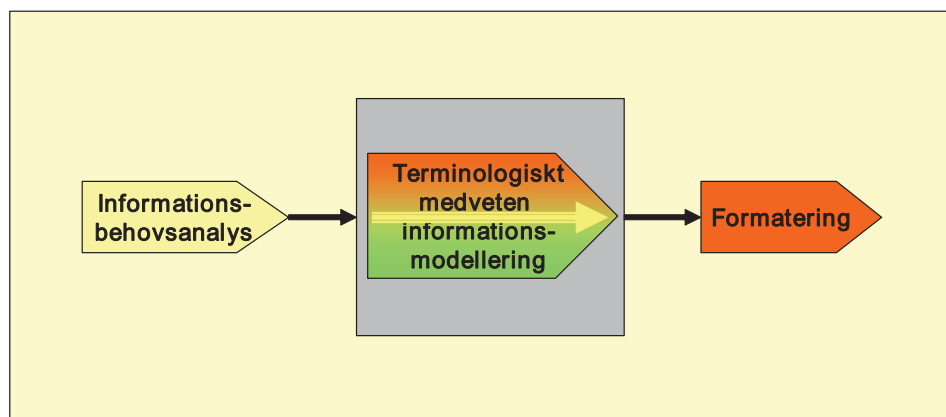 Informations-
behovsanalys
Terminologiskt
medveten
informations-
modellering
Formatering